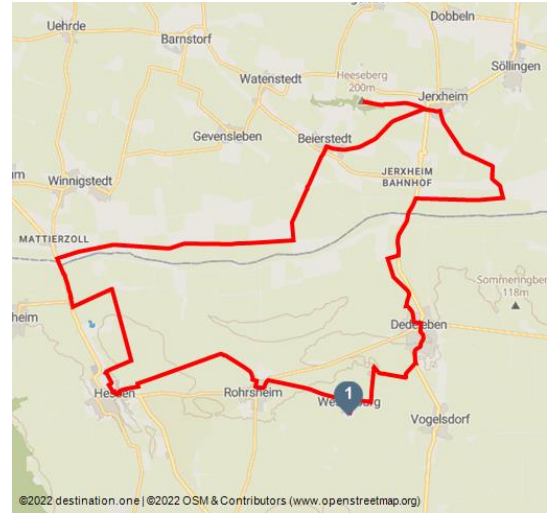 Uehrde
Dobbeln
Barnstorf
Söllingen
Watenstedt
Heeseberg
200m
Jerxheim
Gevensleben
Beierstedt
Winnigstedt
JERXHEIM
BAHNHOF
MATTIERZOLL
Sommeringberg
118m
heim
Dedeleben
Hessen
Rohrsheim
1
Vogelsdorf
©2022 destination.one | ©2022 OSM & Contributors (www.openstreetmap.org)